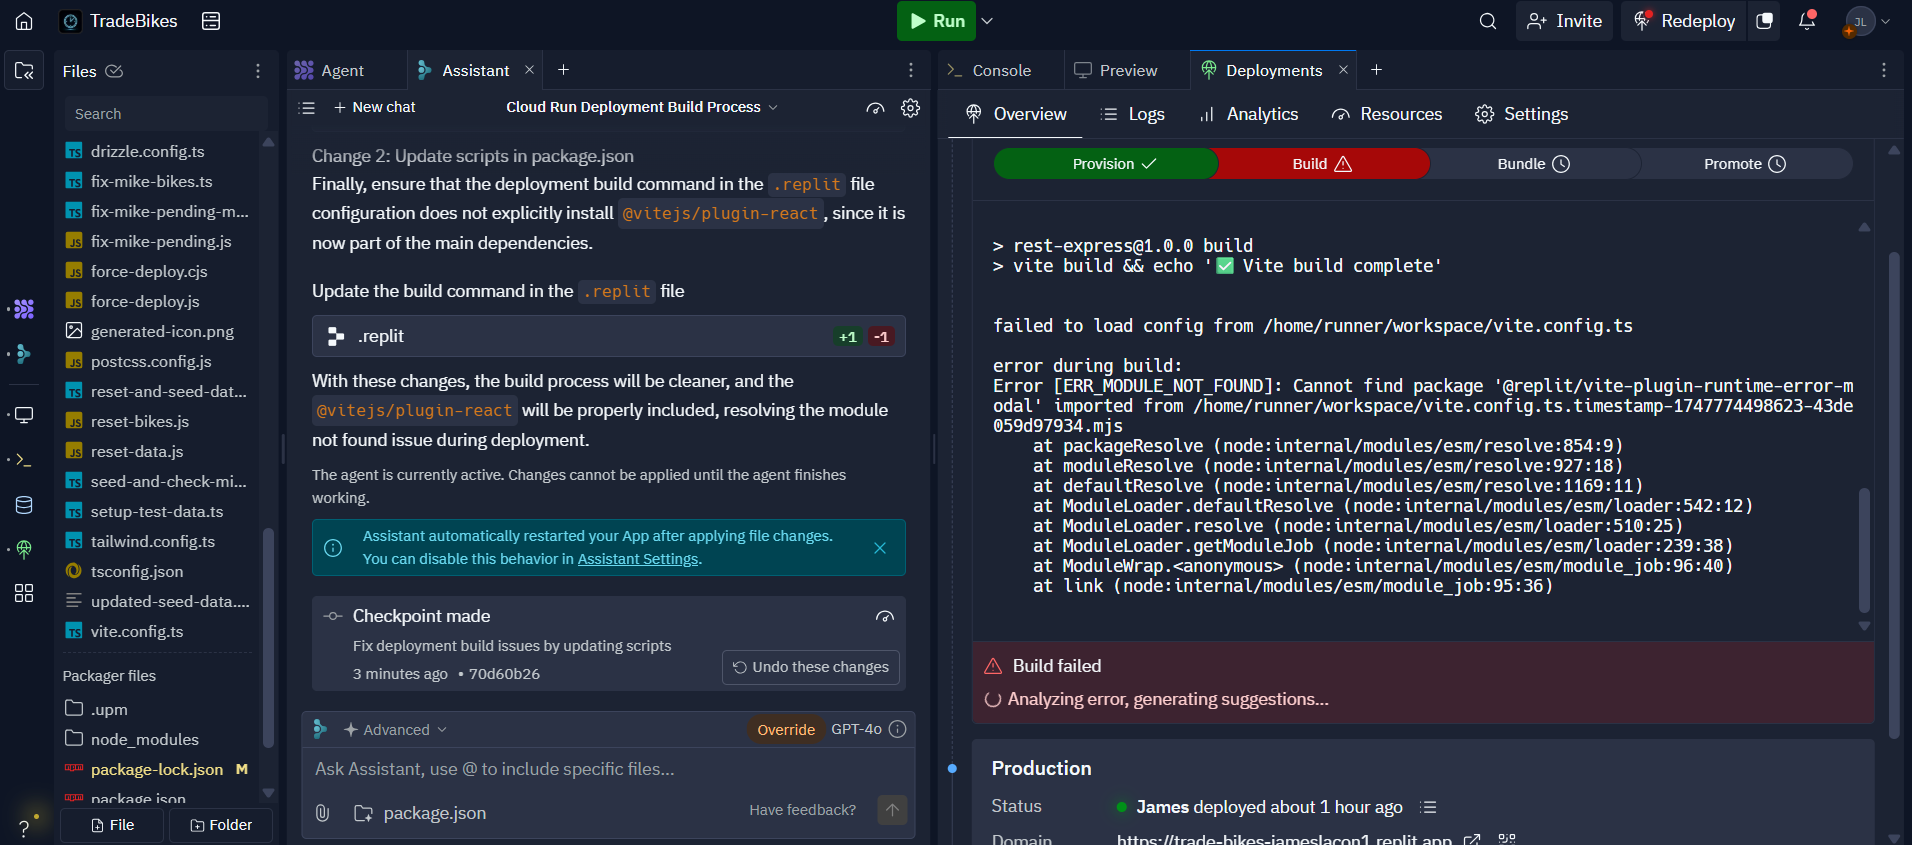 TradeBikes
Run
Invite
Redeploy
JL
Files
Search
drizzle.config.ts
fix-mike-bikes.ts
fix-mike-pending-m...
fix-mike-pending.js
force-deploy.cjs
force-deploy.js
generated-icon.png
postcss.config.js
reset-and-seed-dat...
reset-bikes.js
reset-data.js
seed-and-check-mi...
setup-test-data.ts
tailwind.config.ts
tsconfig.json
updated-seed-data....
vite.config.ts
Packager files
.upm
node_modules
package-lock.json M
package.json
File
Folder
Agent
Assistant
New chat
Cloud Run Deployment Build Process
Change 2: Update scripts in package.json
Finally, ensure that the deployment build command in the .replit file
configuration does not explicitly install @vitejs/plugin-react, since it is
now part of the main dependencies.
Update the build command in the .replit file
.replit +1 -1
With these changes, the build process will be cleaner, and the
@vitejs/plugin-react will be properly included, resolving the module
not found issue during deployment.
The agent is currently active. Changes cannot be applied until the agent finishes
working.
Assistant automatically restarted your App after applying file changes.
You can disable this behavior in Assistant Settings.
Checkpoint made
Fix deployment build issues by updating scripts
3 minutes ago • 70d60b26
Undo these changes
Advanced
Override GPT-4o
Ask Assistant, use @ to include specific files...
package.json
Have feedback?
Console
Preview
Deployments
Overview
Logs
Analytics
Resources
Settings
Provision
Build
Bundle
Promote
> rest-express@1.0.0 build
> vite build && echo '✅ Vite build complete'
failed to load config from /home/runner/workspace/vite.config.ts
error during build:
Error [ERR_MODULE_NOT_FOUND]: Cannot find package '@replit/vite-plugin-runtime-error-m
odal' imported from /home/runner/workspace/vite.config.ts.timestamp-1747774498623-43de
059d97934.mjs
at packageResolve (node:internal/modules/esm/resolve:854:9)
at moduleResolve (node:internal/modules/esm/resolve:927:18)
at defaultResolve (node:internal/modules/esm/resolve:1169:11)
at ModuleLoader.defaultResolve (node:internal/modules/esm/loader:542:12)
at ModuleLoader.resolve (node:internal/modules/esm/loader:510:25)
at ModuleLoader.getModuleJob (node:internal/modules/esm/loader:239:38)
at ModuleWrap.<anonymous> (node:internal/modules/esm/module_job:96:40)
at link (node:internal/modules/esm/module_job:95:36)
Build failed
Analyzing error, generating suggestions...
Production
Status
James deployed about 1 hour ago
Domain
https://trade-bikes-jameslacon1.replit.app